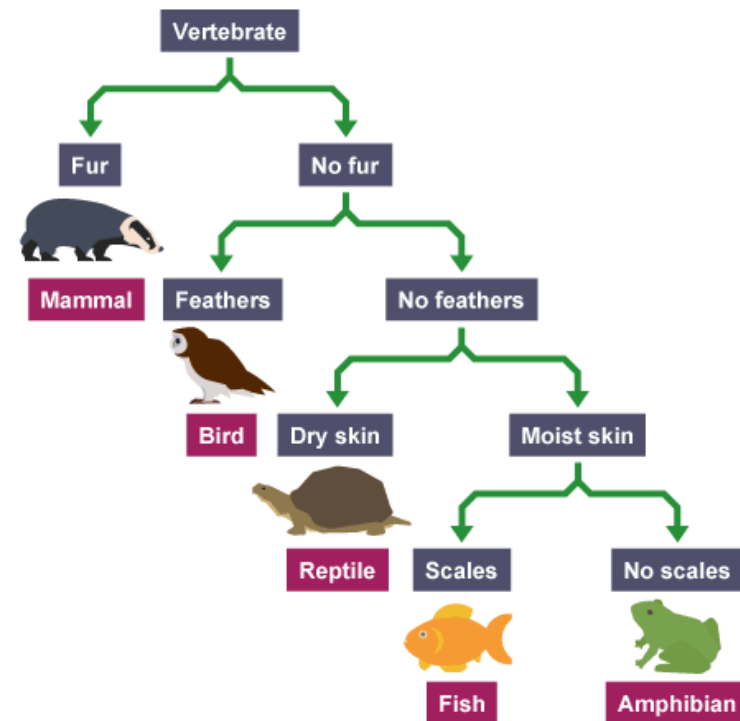 Vertebrate
Fur
No fur
Mammal
Feathers
No feathers
Bird
Dry skin
Moist skin
Reptile
Scales
No scales
Fish
Amphibian